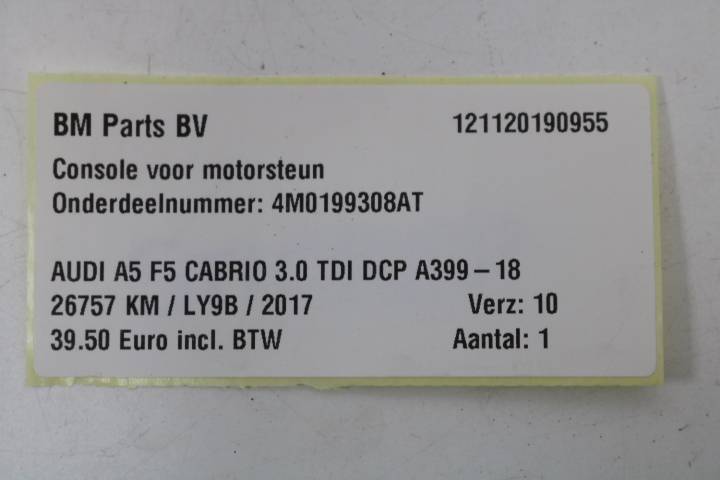 BM Parts BV 121120190955
Console voor motorsteun
Onderdeelnummer: 4M0199308AT
AUDI A5 F5 CABRIO 3.0 TDI DCP A399-18
26757 KM / LY9B / 2017 Verz: 10
39.50 Euro incl. BTW Aantal: 1